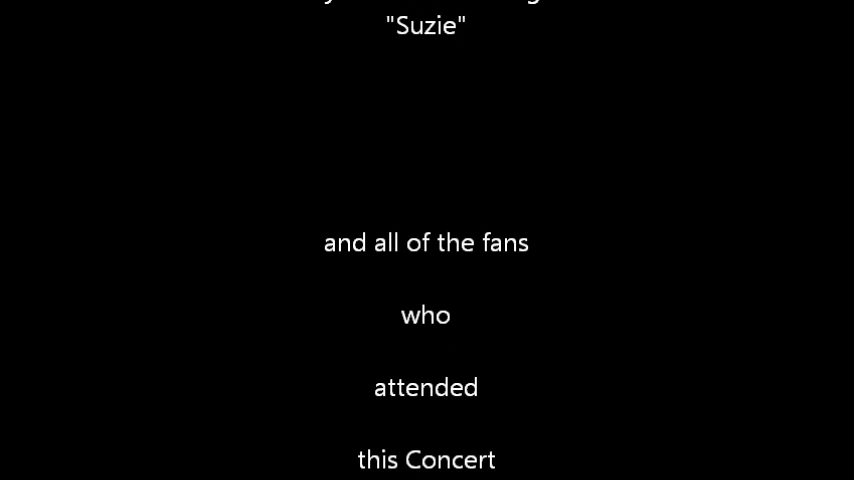 "Suzie"
and all of the fans
who
attended
this Concert